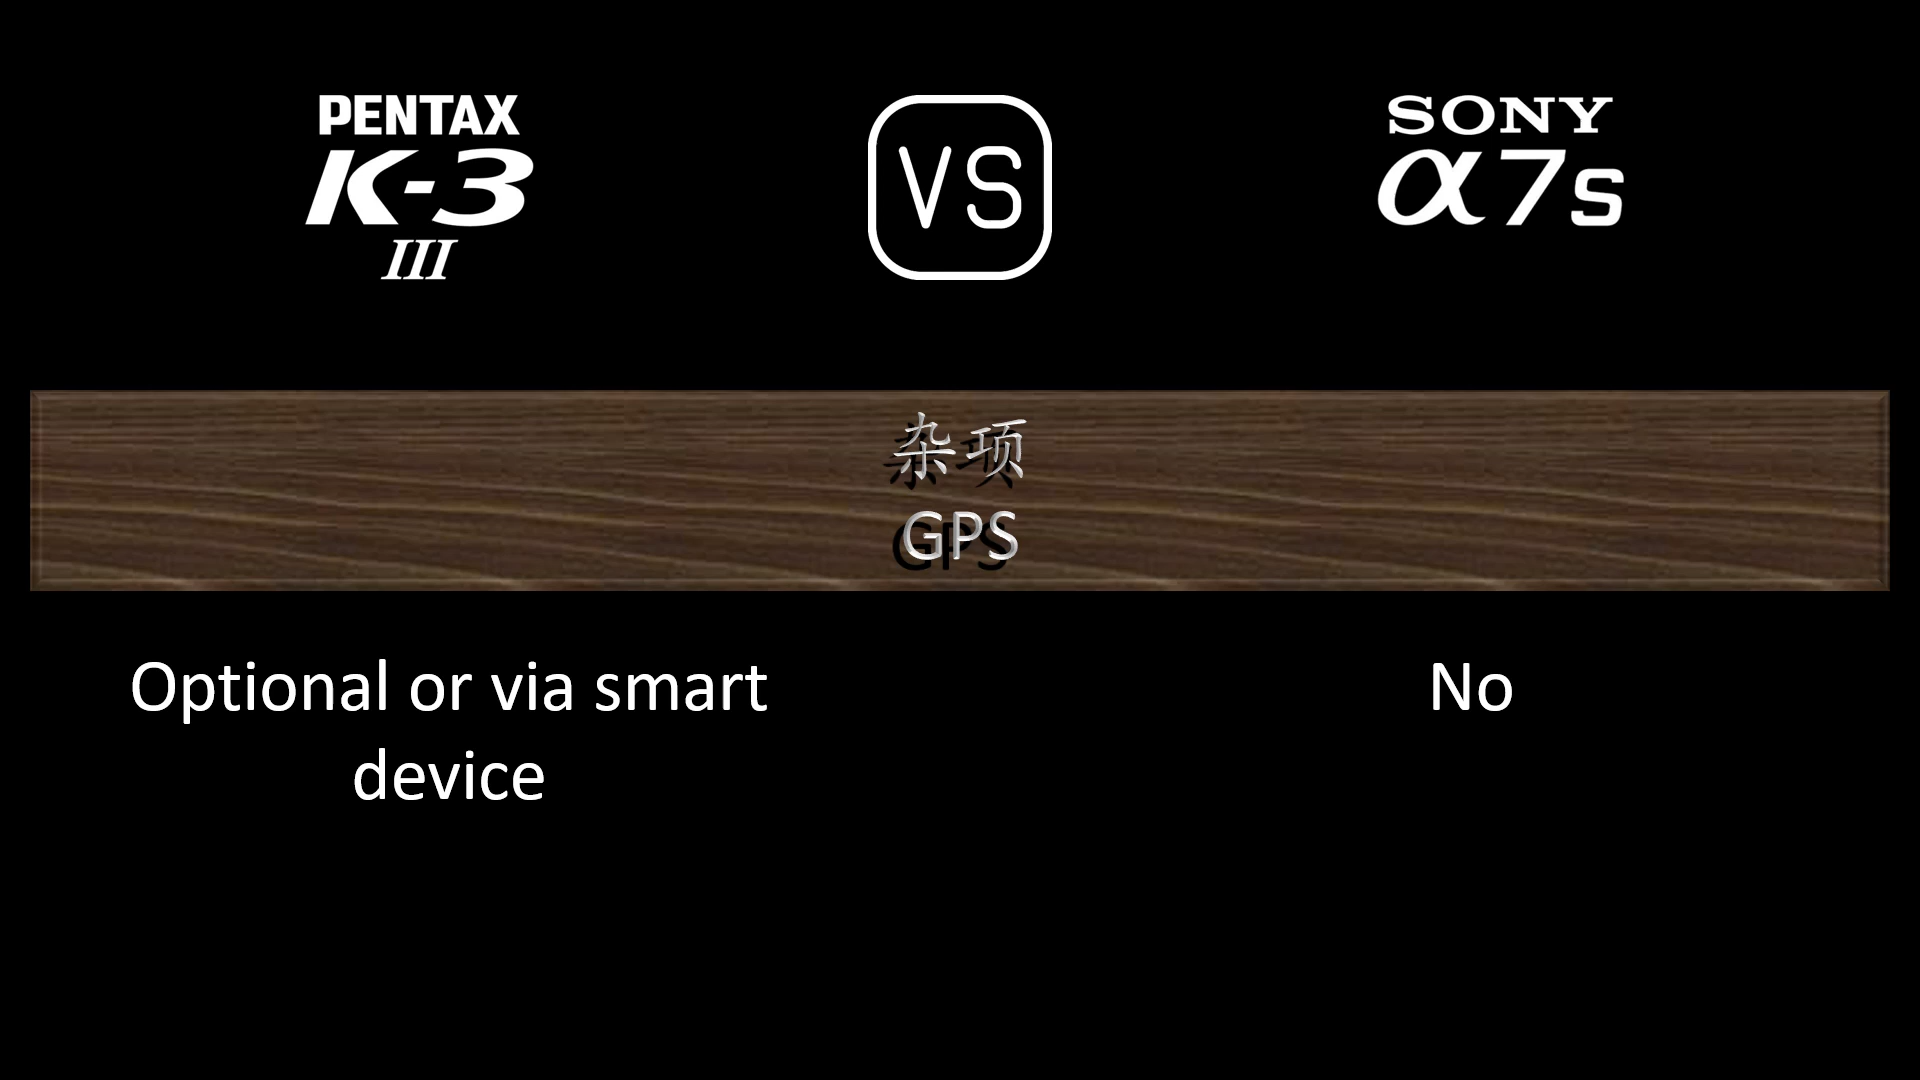 PENTAX
K-3
III
VS
SONY
α7s
杂项
GPS
Optional or via smart
device
No